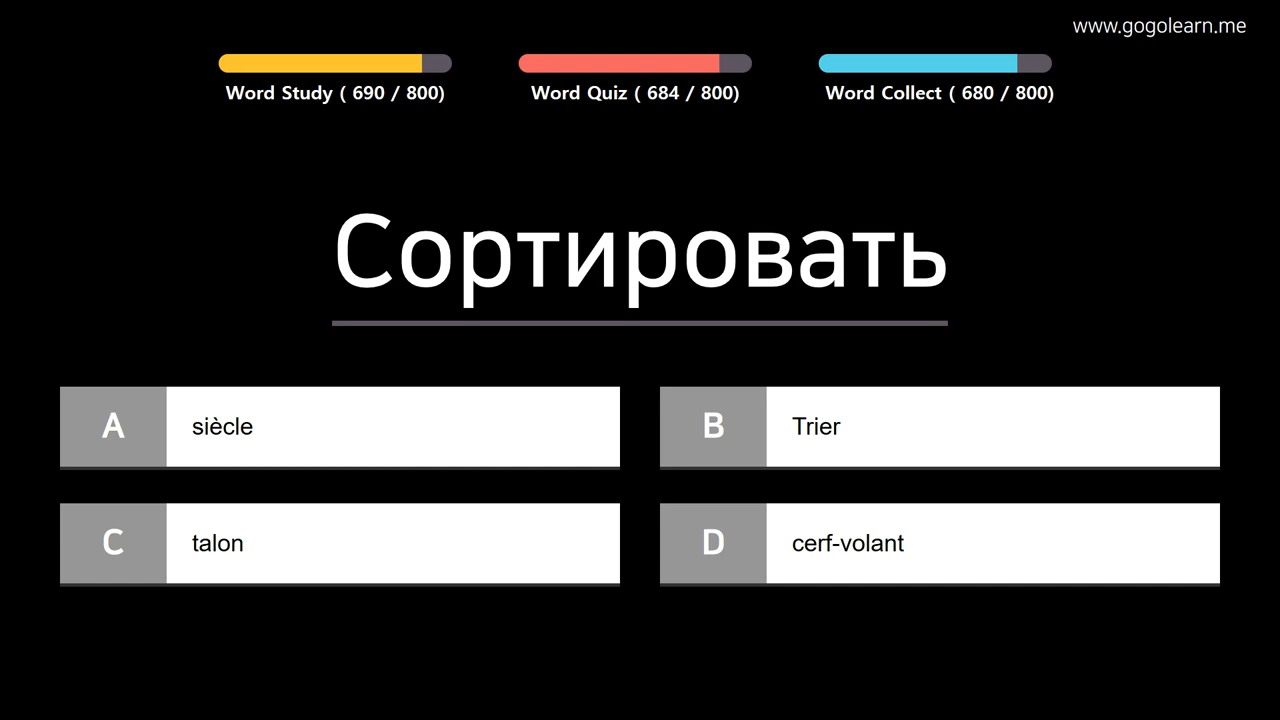 www.gogolearn.me
Word Study ( 690 / 800)
Word Quiz ( 684 / 800)
Word Collect ( 680 / 800)
Сортировать
A siècle
B Trier
C talon
D cerf-volant